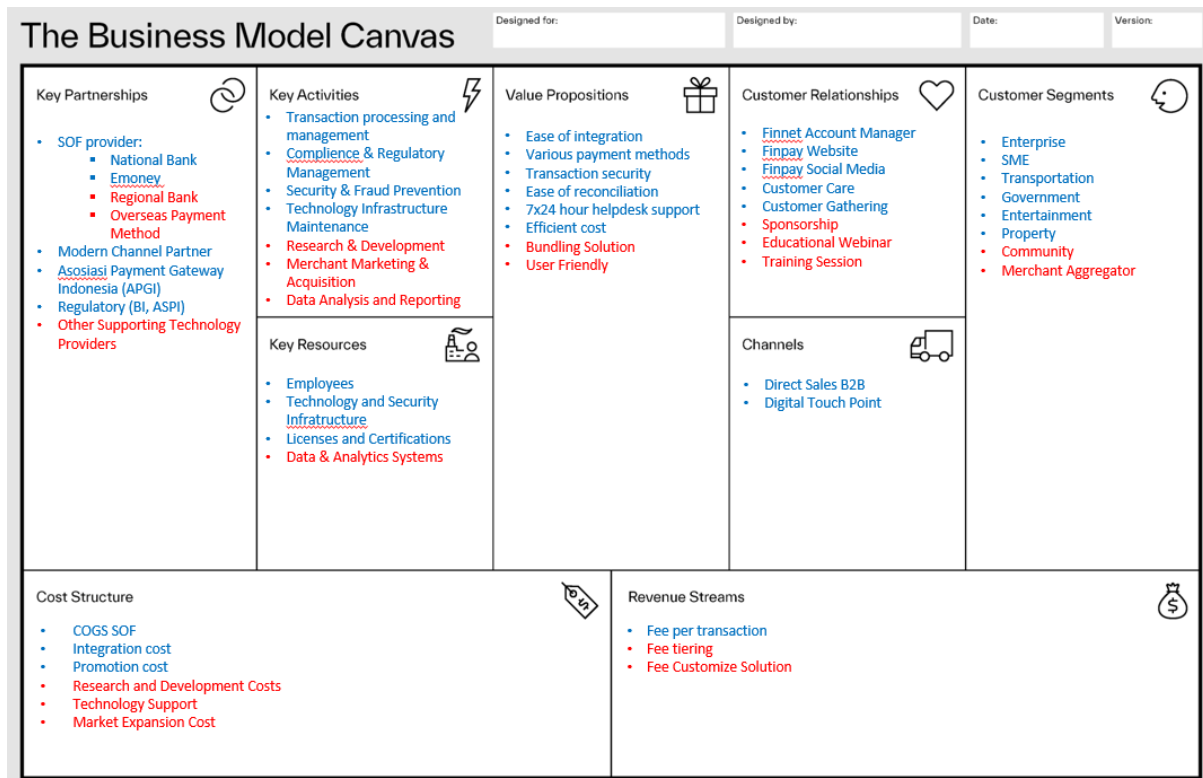 The Business Model Canvas
Designed for:
Designed by:
Date:
Version:
Key Partnerships
• SOF provider:
▪ National Bank
▪ Emoney
▪ Regional Bank
▪ Overseas Payment
Method
• Modern Channel Partner
• Asosiasi Payment Gateway
Indonesia (APGI)
• Regulatory (BI, ASPI)
• Other Supporting Technology
Providers
Key Activities
• Transaction processing and
management
• Complience & Regulatory
Management
• Security & Fraud Prevention
• Technology Infrastructure
Maintenance
• Research & Development
• Merchant Marketing &
Acquisition
• Data Analysis and Reporting
Key Resources
• Employees
• Technology and Security
Infratructure
• Licenses and Certifications
• Data & Analytics Systems
Value Propositions
• Ease of integration
• Various payment methods
• Transaction security
• Ease of reconciliation
• 7x24 hour helpdesk support
• Efficient cost
• Bundling Solution
• User Friendly
Customer Relationships
• Finnet Account Manager
• Finpay Website
• Finpay Social Media
• Customer Care
• Customer Gathering
• Sponsorship
• Educational Webinar
• Training Session
Channels
• Direct Sales B2B
• Digital Touch Point
Customer Segments
• Enterprise
• SME
• Transportation
• Government
• Entertainment
• Property
• Community
• Merchant Aggregator
Cost Structure
• COGS SOF
• Integration cost
• Promotion cost
• Research and Development Costs
• Technology Support
• Market Expansion Cost
Revenue Streams
• Fee per transaction
• Fee tiering
• Fee Customize Solution